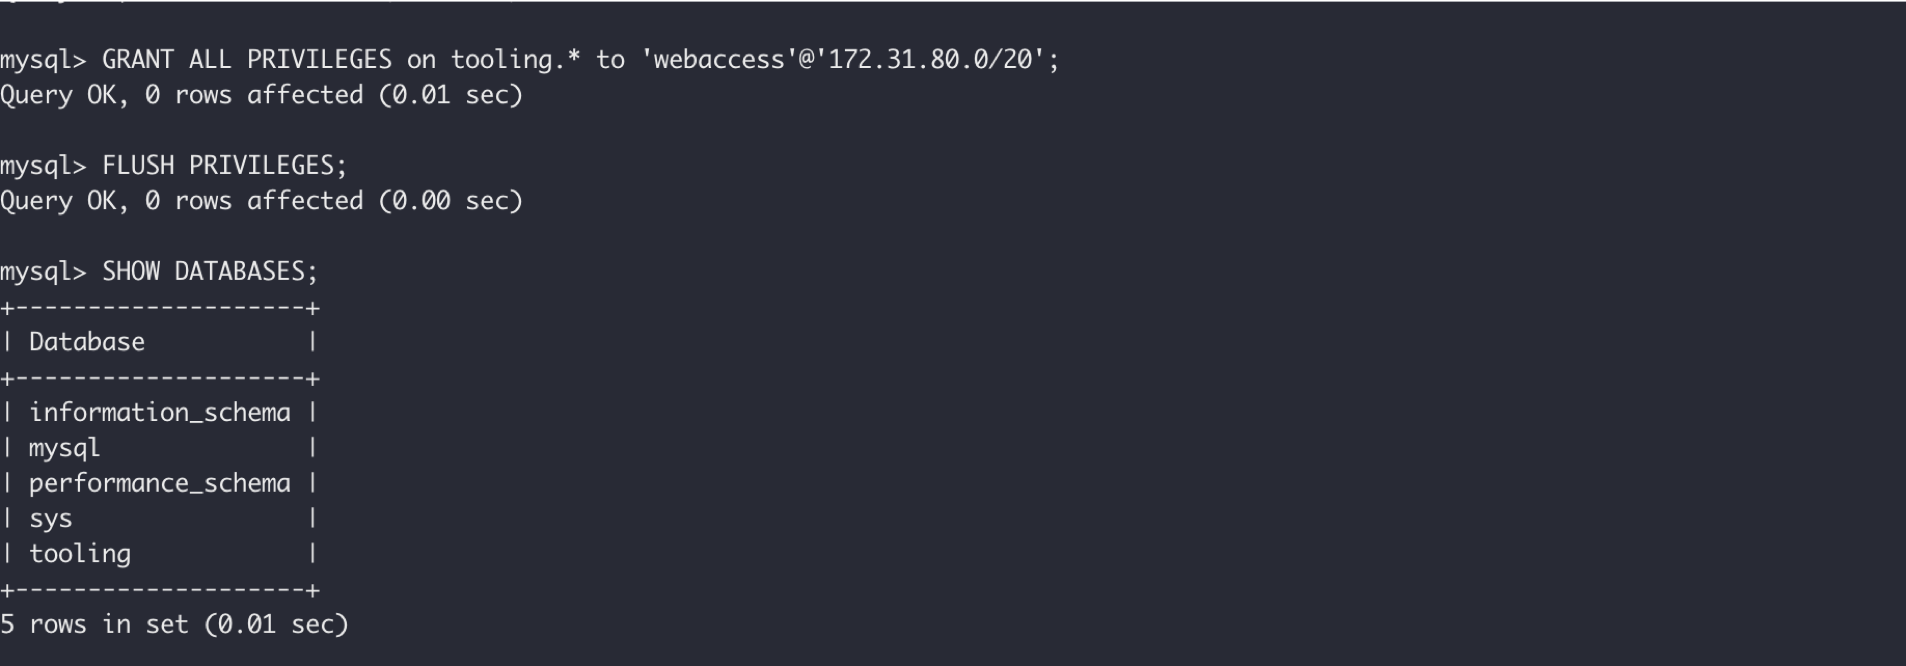 mysql> GRANT ALL PRIVILEGES on tooling.* to 'webaccess'@'172.31.80.0/20';
Query OK, 0 rows affected (0.01 sec)
mysql> FLUSH PRIVILEGES;
Query OK, 0 rows affected (0.00 sec)
mysql> SHOW DATABASES;
+--------------------+
| Database           |
+--------------------+
| information_schema |
| mysql              |
| performance_schema |
| sys                |
| tooling            |
+--------------------+
5 rows in set (0.01 sec)